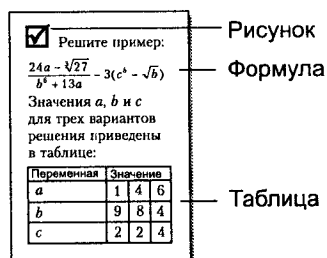 Решите пример:
Рисунок
24a − ∛27
b⁶ + 13a
− 3(cᵇ − √b)
Формула
Значения a, b и c
для трех вариантов
решения приведены
в таблице:
Переменная Значение
a 1 4 6
b 9 8 4
c 2 2 4
Таблица